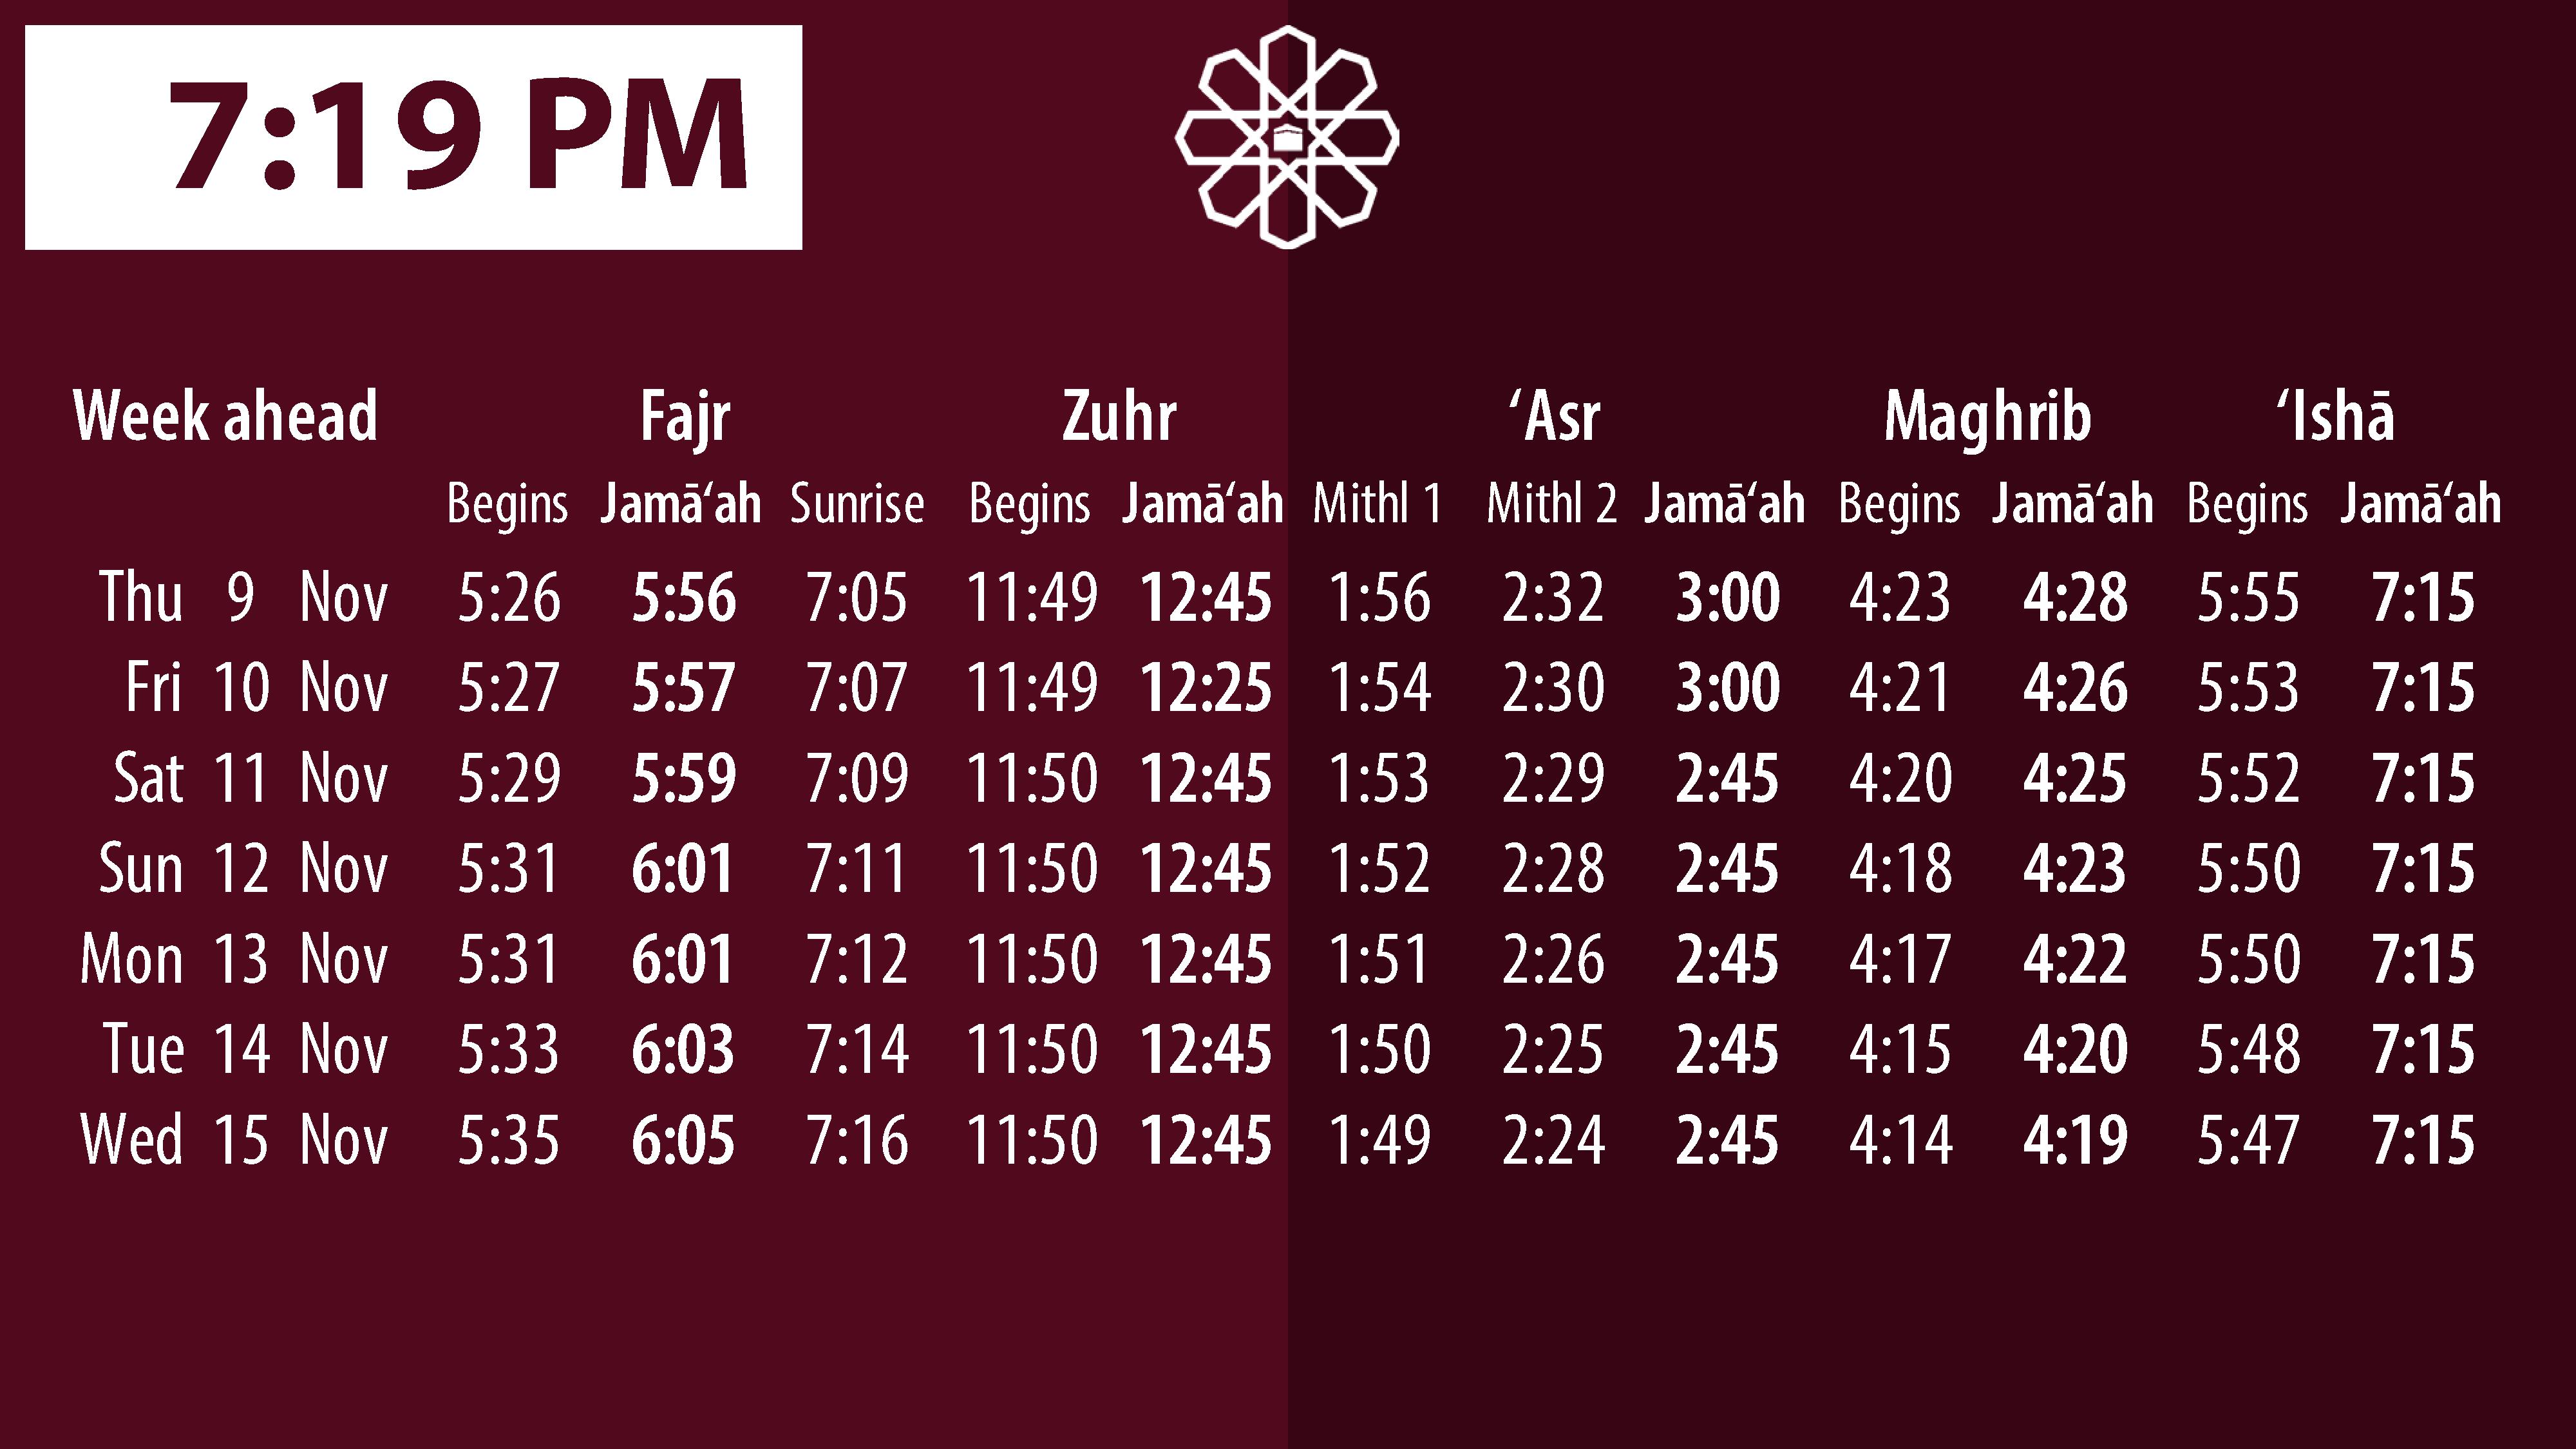 7:19 PM
Week ahead Fajr Zuhr ‘Asr Maghrib ‘Ishā
Begins Jamā‘ah Sunrise Begins Jamā‘ah Mithl 1 Mithl 2 Jamā‘ah Begins Jamā‘ah Begins Jamā‘ah
Thu 9 Nov 5:26 5:56 7:05 11:49 12:45 1:56 2:32 3:00 4:23 4:28 5:55 7:15
Fri 10 Nov 5:27 5:57 7:07 11:49 12:25 1:54 2:30 3:00 4:21 4:26 5:53 7:15
Sat 11 Nov 5:29 5:59 7:09 11:50 12:45 1:53 2:29 2:45 4:20 4:25 5:52 7:15
Sun 12 Nov 5:31 6:01 7:11 11:50 12:45 1:52 2:28 2:45 4:18 4:23 5:50 7:15
Mon 13 Nov 5:31 6:01 7:12 11:50 12:45 1:51 2:26 2:45 4:17 4:22 5:50 7:15
Tue 14 Nov 5:33 6:03 7:14 11:50 12:45 1:50 2:25 2:45 4:15 4:20 5:48 7:15
Wed 15 Nov 5:35 6:05 7:16 11:50 12:45 1:49 2:24 2:45 4:14 4:19 5:47 7:15